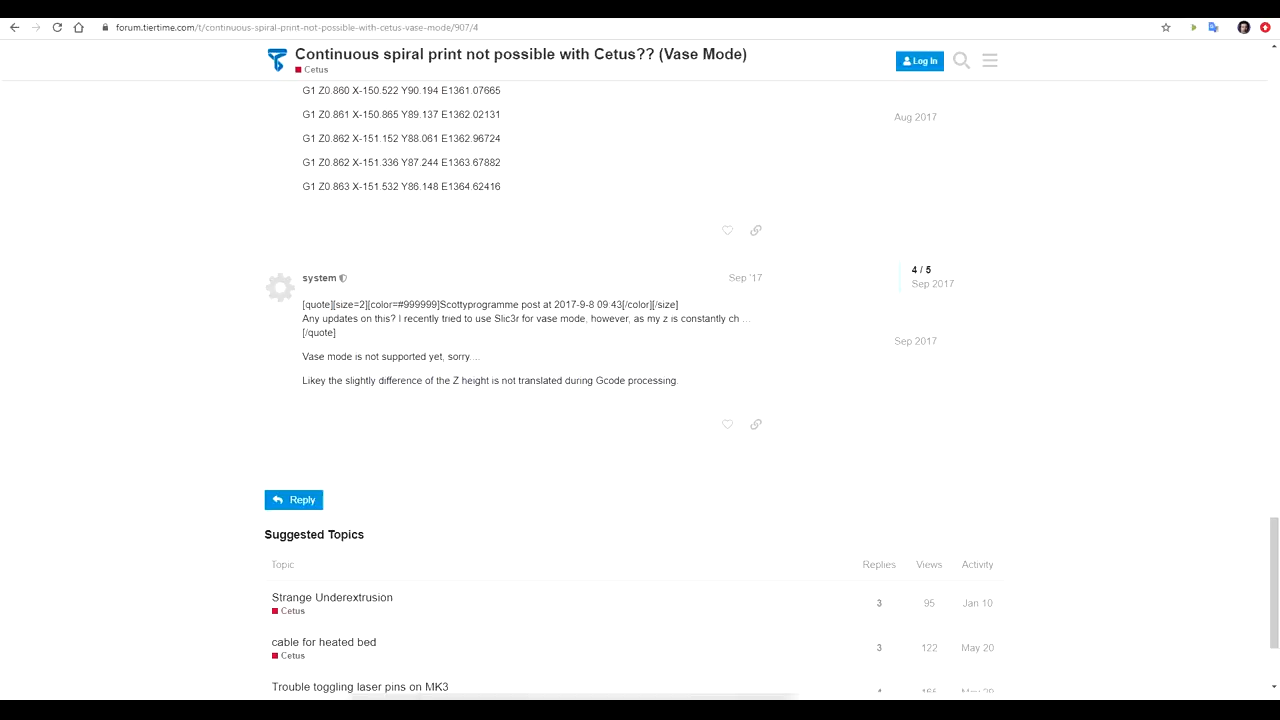 forum.tiertime.com/t/continuous-spiral-print-not-possible-with-cetus-vase-mode/907/4
Continuous spiral print not possible with Cetus?? (Vase Mode)
Cetus
Log In
G1 Z0.860 X-150.522 Y90.194 E1361.07665
G1 Z0.861 X-150.865 Y89.137 E1362.02131
G1 Z0.862 X-151.152 Y88.061 E1362.96724
G1 Z0.862 X-151.336 Y87.244 E1363.67882
G1 Z0.863 X-151.532 Y86.148 E1364.62416
Aug 2017
4 / 5
Sep 2017
Sep 2017
system
Sep '17
[quote][size=2][color=#999999]Scottyprogramme post at 2017-9-8 09:43[/color][/size]
Any updates on this? I recently tried to use Slic3r for vase mode, however, as my z is constantly ch ...
[/quote]
Vase mode is not supported yet, sorry....
Likey the slightly difference of the Z height is not translated during Gcode processing.
Reply
Suggested Topics
Topic Replies Views Activity
Strange Underextrusion 3 95 Jan 10
Cetus
cable for heated bed 3 122 May 20
Cetus
Trouble toggling laser pins on MK3